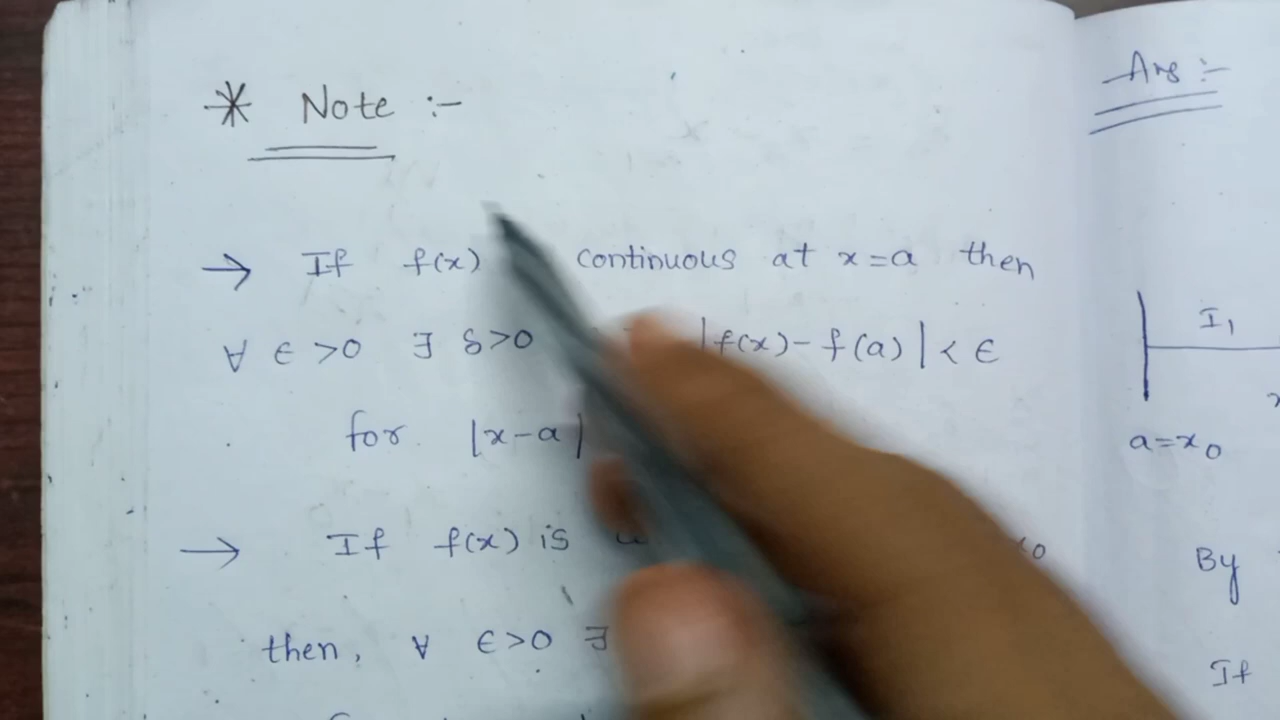 * Note :-
→ If f(x) continuous at x=a then
∀ ϵ >0 ∃ δ>0 |f(x)- f(a)|< ϵ
for |x-a|
→ If f(x) is
then, ∀ ϵ>0 ∃
Ans :-
I₁
a=x₀
By
If